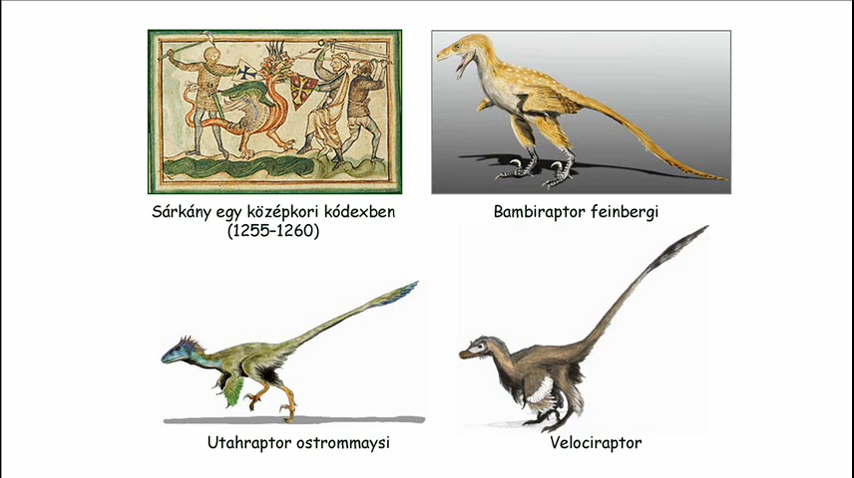 Sárkány egy középkori kódexben
(1255–1260)
Bambiraptor feinbergi
Utahraptor ostrommaysi
Velociraptor